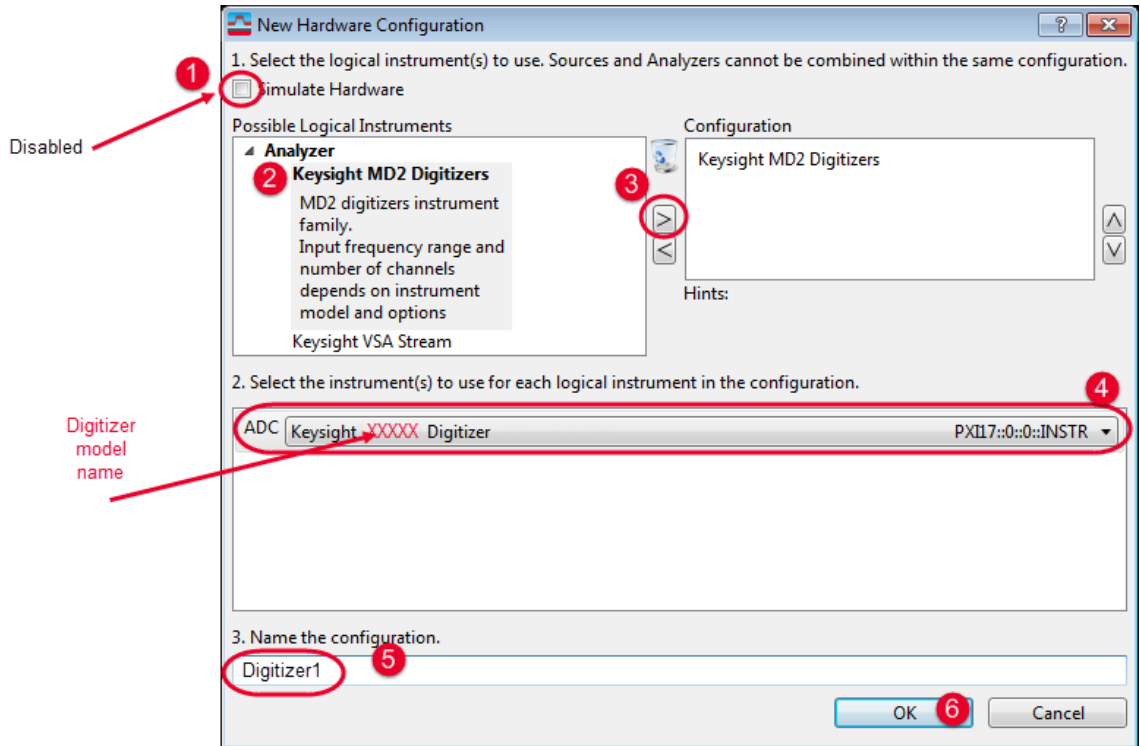 New Hardware Configuration
1. Select the logical instrument(s) to use. Sources and Analyzers cannot be combined within the same configuration.
1
Simulate Hardware
Disabled
Possible Logical Instruments
Configuration
Analyzer
2
Keysight MD2 Digitizers
MD2 digitizers instrument
family.
Input frequency range and
number of channels
depends on instrument
model and options
Keysight VSA Stream
3
>
<
Keysight MD2 Digitizers
Hints:
2. Select the instrument(s) to use for each logical instrument in the configuration.
4
Digitizer
model
name
ADC Keysight XXXXX Digitizer PXI17::0::0::INSTR
3. Name the configuration.
5
Digitizer1
OK 6 Cancel